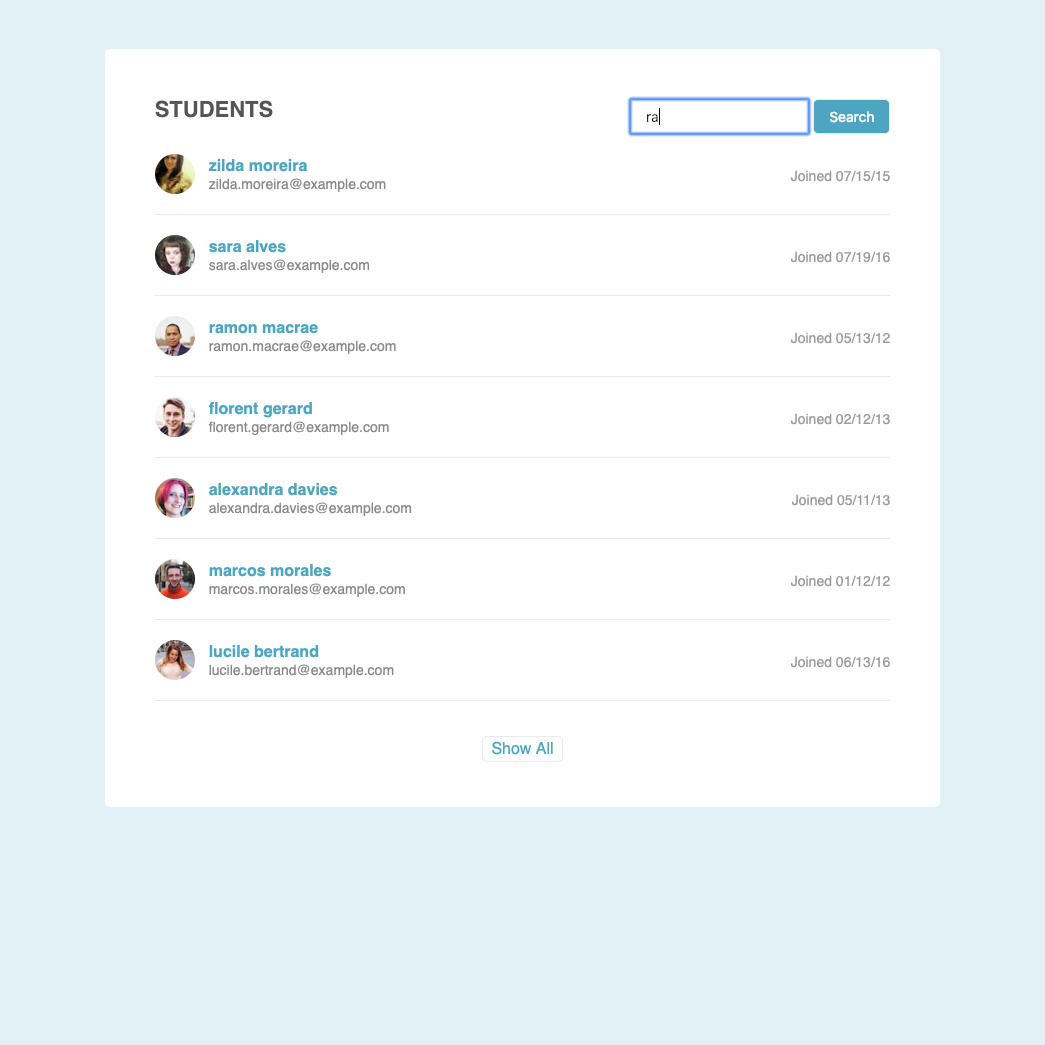 STUDENTS
ra
Search
zilda moreira
zilda.moreira@example.com
Joined 07/15/15
sara alves
sara.alves@example.com
Joined 07/19/16
ramon macrae
ramon.macrae@example.com
Joined 05/13/12
florent gerard
florent.gerard@example.com
Joined 02/12/13
alexandra davies
alexandra.davies@example.com
Joined 05/11/13
marcos morales
marcos.morales@example.com
Joined 01/12/12
lucile bertrand
lucile.bertrand@example.com
Joined 06/13/16
Show All